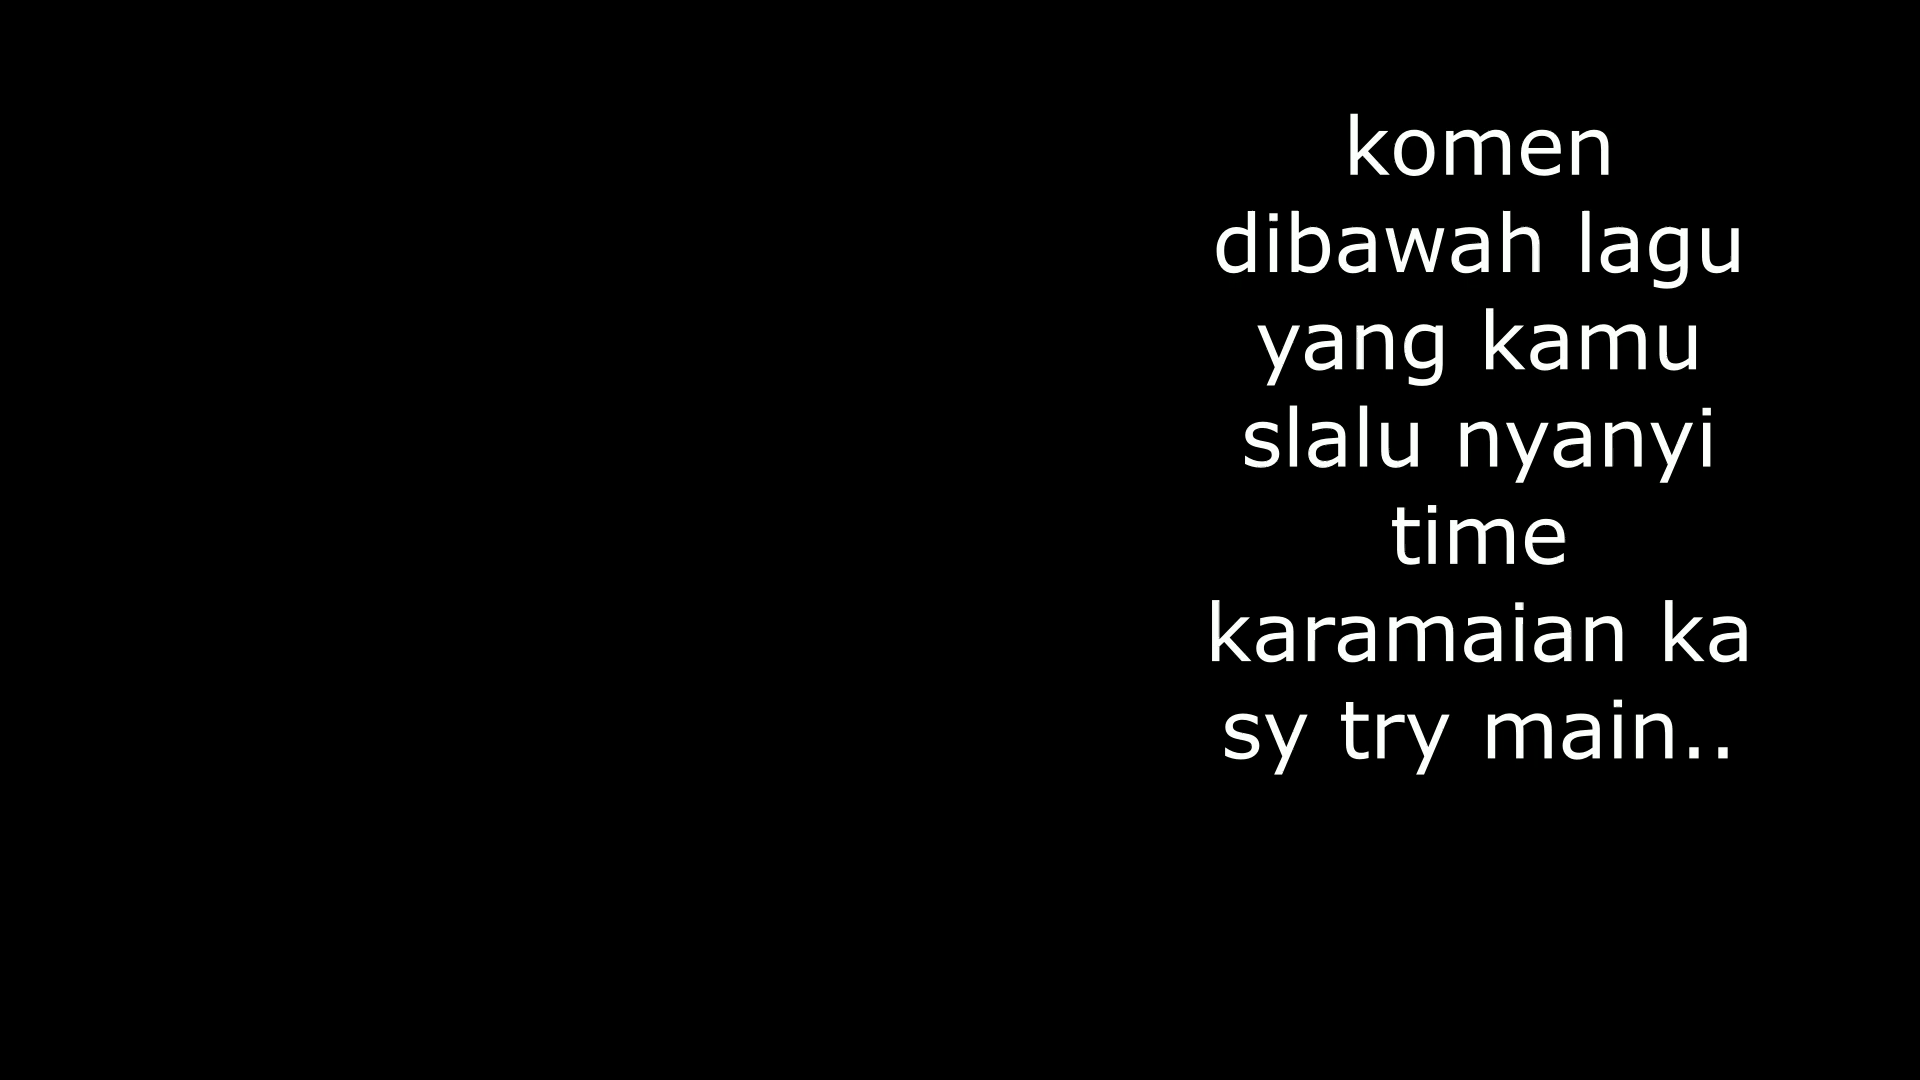 komen
dibawah lagu
yang kamu
slalu nyanyi
time
karamaian ka
sy try main..